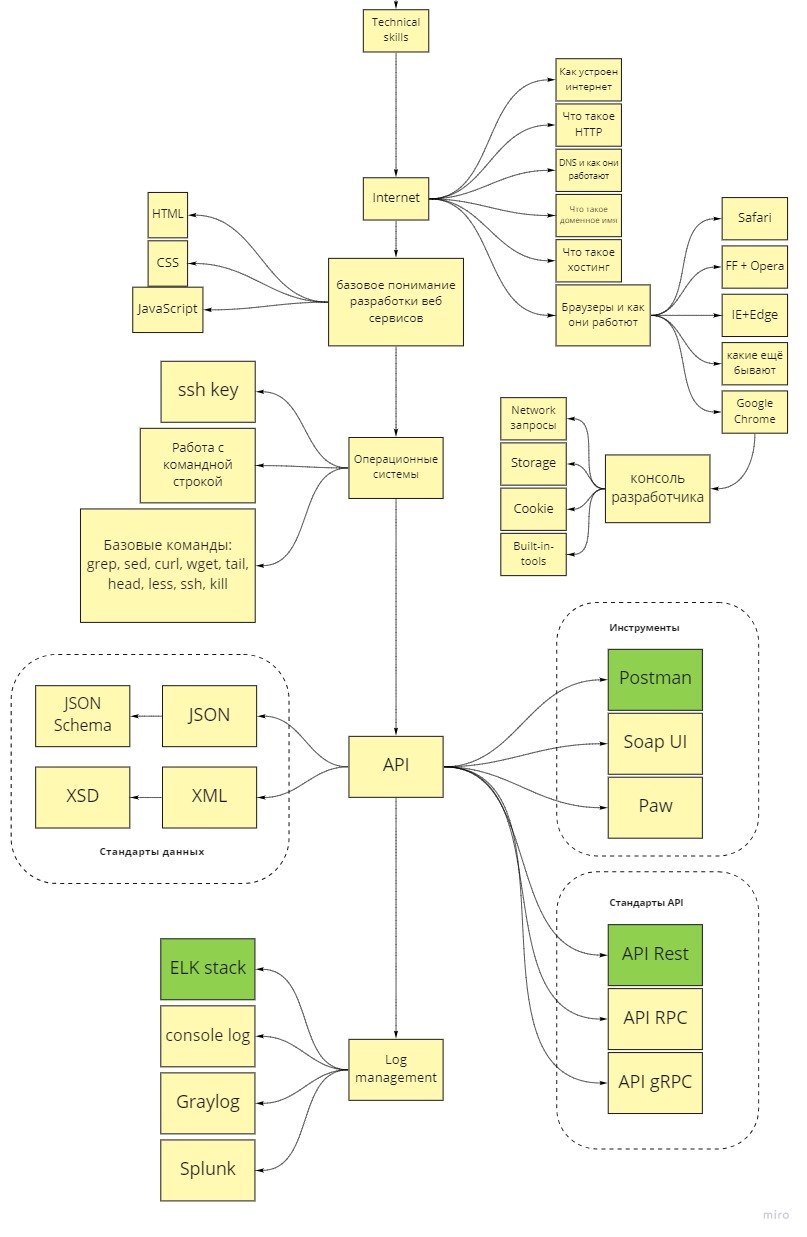 Technical
skills
Internet
Как устроен
интернет
Что такое
HTTP
DNS и как они
работают
Что такое
доменное имя
Что такое
хостинг
Браузеры и как
они работют
Safari
FF + Opera
IE+Edge
какие ещё
бывают
Google
Chrome
HTML
CSS
JavaScript
базовое понимание
разработки веб
сервисов
консоль
разработчика
Network
запросы
Storage
Cookie
Built-in-
tools
ssh key
Работа с
командной
строкой
Базовые команды:
grep, sed, curl, wget, tail,
head, less, ssh, kill
Операционные
системы
Инструменты
Postman
Soap UI
Paw
JSON
Schema
JSON
XSD
XML
Стандарты данных
API
Стандарты API
API Rest
API RPC
API gRPC
ELK stack
console log
Graylog
Splunk
Log
management
miro